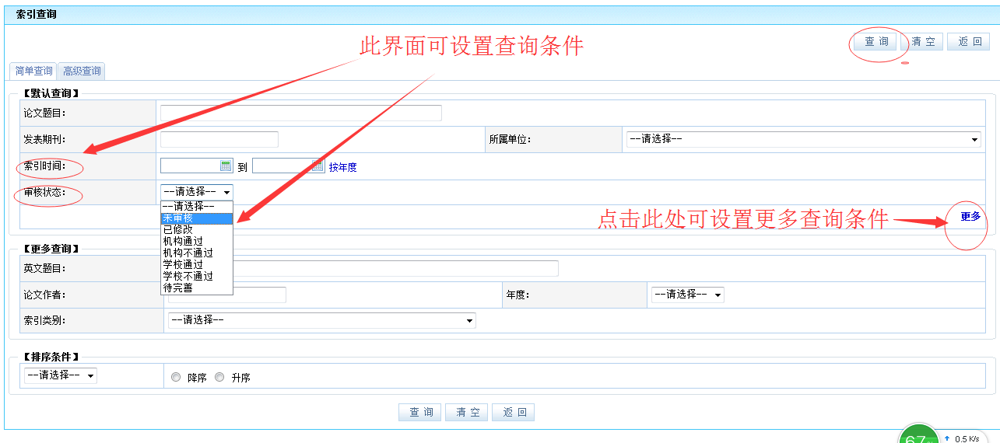 索引查询
此界面可设置查询条件
查 询 清 空 返 回
简单查询 高级查询
【默认查询】
论文题目:
发表期刊: 所属单位: --请选择--
索引时间: 到 按年度
审核状态: --请选择--
--请选择--
未审核
已修改
机构通过
机构不通过
学校通过
学校不通过
待完善
点击此处可设置更多查询条件 更多
【更多查询】
英文题目:
论文作者: 年度: --请选择--
索引类别: --请选择--
【排序条件】
--请选择-- 降序 升序
查 询 清 空 返 回
67% 0.5 K/s